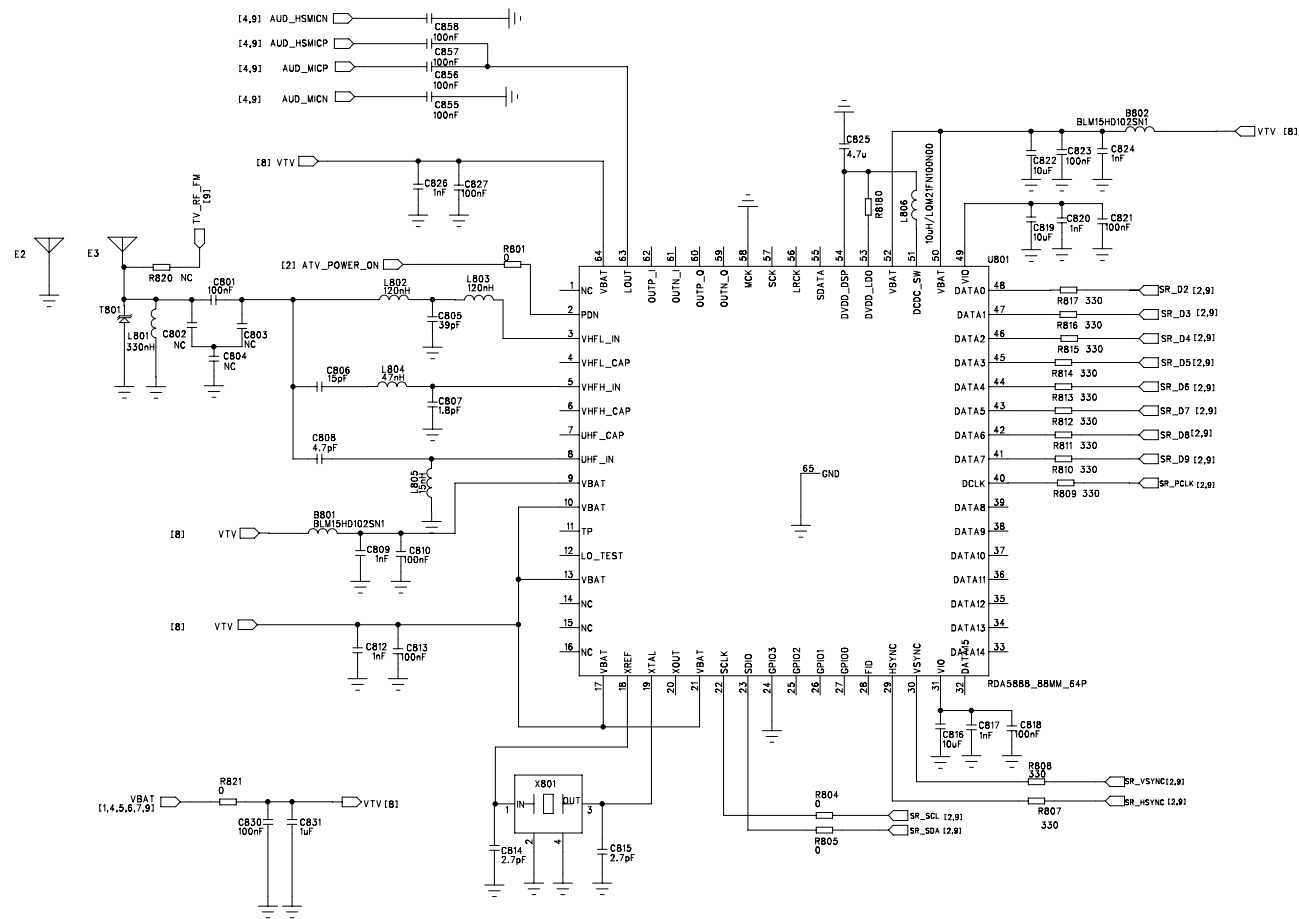 [4,9] AUD_HSMICN
C858
100nF
[4,9] AUD_HSMICP
C857
100nF
[4,9] AUD_MICP
C856
100nF
[4,9] AUD_MICN
C855
100nF
[8] VTV
C826
1nF
C827
100nF
TV_RF_FM
[9]
E2
E3
R820 NC
[2] ATV_POWER_ON
R801
0
T801
L801
330nH
C801
100nF
C802
NC
C803
NC
C804
NC
L802
120nH
L803
120nH
C805
39pF
C806
15pF
L804
47nH
C807
1.8pF
C808
4.7pF
L805
15nH
B801
BLM15HD102SN1
[8] VTV
C809
1nF
C810
100nF
[8] VTV
C812
1nF
C813
100nF
C825
4.7u
R8180
L806
10uH/LQM21FN100N00
B802
BLM15HD102SN1
VTV [8]
C822
10uF
C823
100nF
C824
1nF
C819
10uF
C820
1nF
C821
100nF
U801
64 VBAT
63 LOUT
62 OUTP_I
61 OUTN_I
60 OUTP_Q
59 OUTN_Q
58 MCK
57 SCK
56 LRCK
55 SDATA
54 DVDD_DSP
53 DVDD_LDO
52 VBAT
51 DCDC_SW
50 VBAT
49 VIO
1 NC
2 PDN
3 VHFL_IN
4 VHFL_CAP
5 VHFH_IN
6 VHFH_CAP
7 UHF_CAP
8 UHF_IN
9 VBAT
10 VBAT
11 TP
12 LO_TEST
13 VBAT
14 NC
15 NC
16 NC
65 GND
DATA0 48
R817 330
SR_D2 [2,9]
DATA1 47
R816 330
SR_D3 [2,9]
DATA2 46
R815 330
SR_D4 [2,9]
DATA3 45
R814 330
SR_D5 [2,9]
DATA4 44
R813 330
SR_D6 [2,9]
DATA5 43
R812 330
SR_D7 [2,9]
DATA6 42
R811 330
SR_D8 [2,9]
DATA7 41
R810 330
SR_D9 [2,9]
DCLK 40
R809 330
SR_PCLK [2,9]
DATA8 39
DATA9 38
DATA10 37
DATA11 36
DATA12 35
DATA13 34
DATA14 33
17 VBAT
18 XREF
19 XTAL
20 XOUT
21 VBAT
22 SCLK
23 SDIO
24 GPIO3
25 GPIO2
26 GPIO1
27 GPIO0
28 FID
29 HSYNC
30 VSYNC
31 VIO
32 DATA15
RDA5888_88MM_64P
C816
10uF
C817
1nF
C818
100nF
R808
330
SR_VSYNC[2,9]
R807
330
SR_HSYNC [2,9]
R804
0
SR_SCL [2,9]
R805
0
SR_SDA [2,9]
X801
1 IN OUT 3
2 4
C814
2.7pF
C815
2.7pF
VBAT
[1,4,5,6,7,9]
R821
0
VTV [8]
C830
100nF
C831
1uF